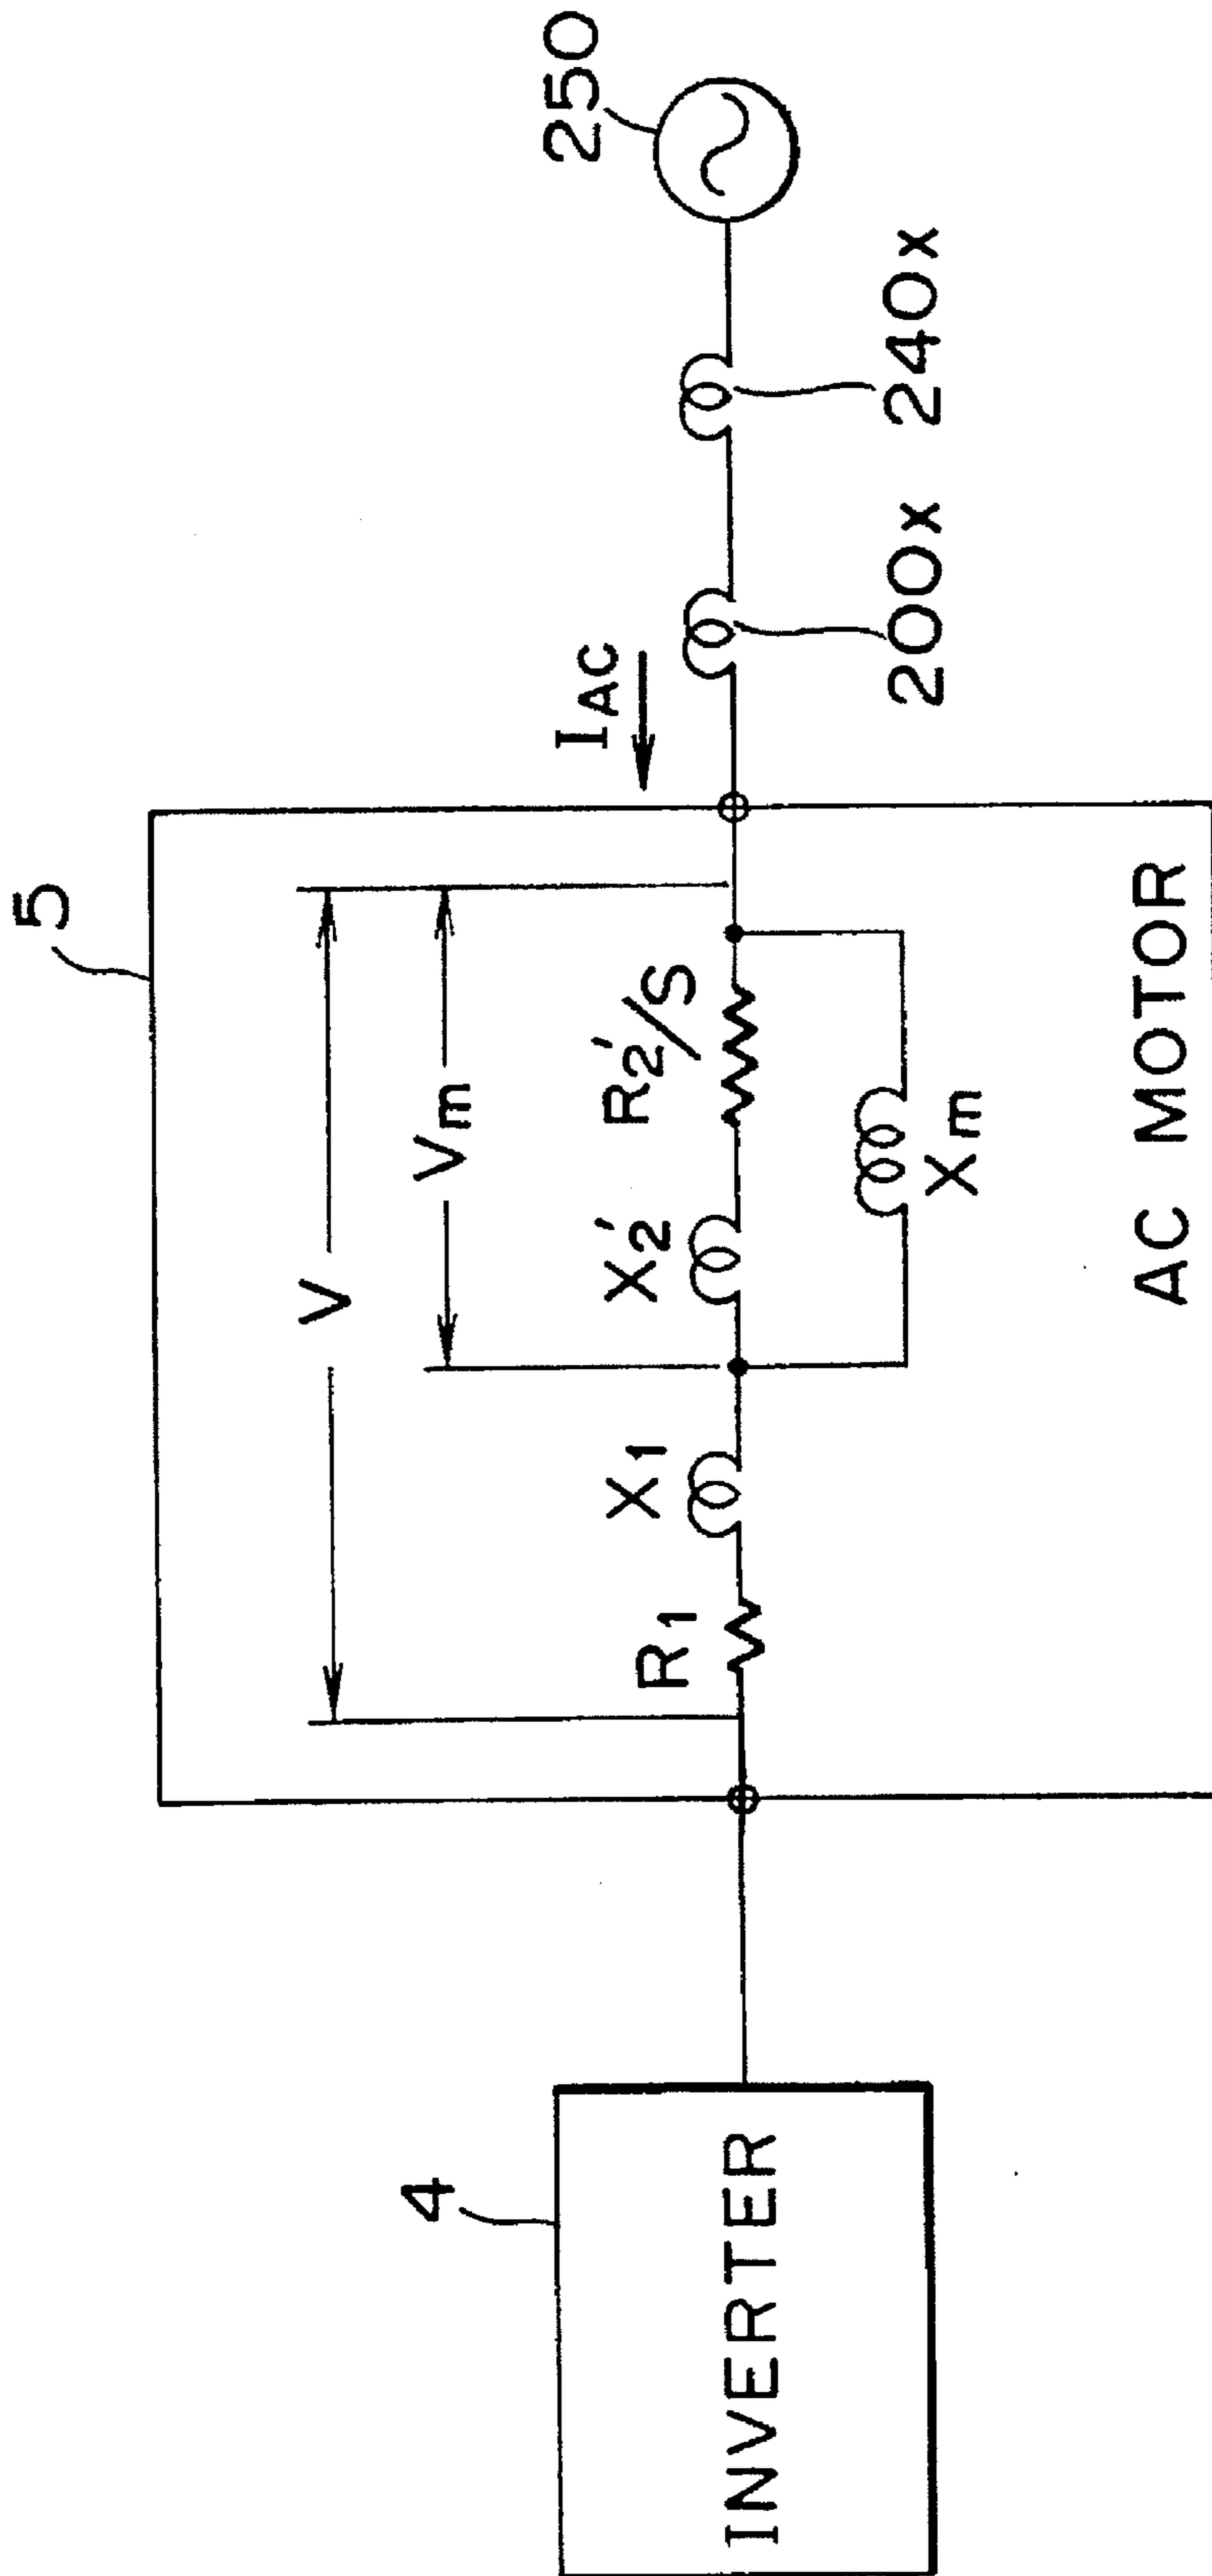 5
V
Vm
4
INVERTER
R1
X1
X2'
R2'/S
Xm
AC MOTOR
IAC
200x
240x
250